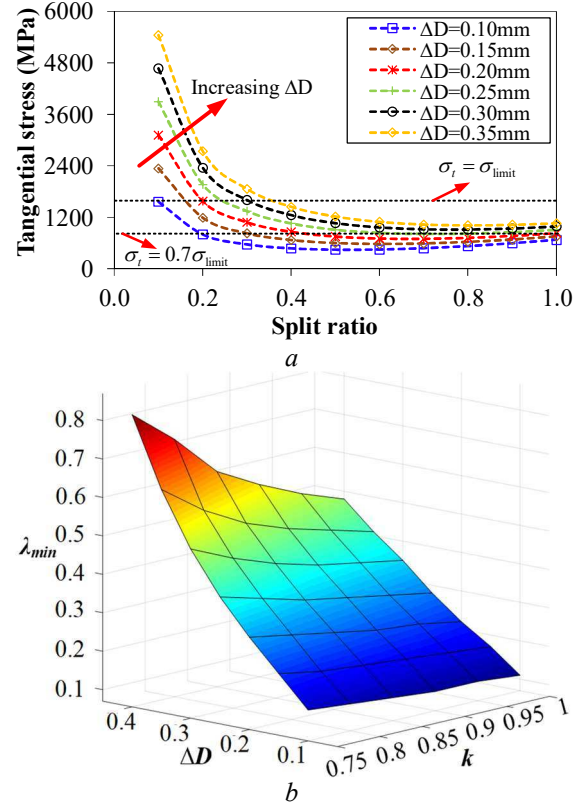 Tangential stress (MPa)
6000
4800
3600
2400
1200
0
Increasing ΔD
ΔD=0.10mm
ΔD=0.15mm
ΔD=0.20mm
ΔD=0.25mm
ΔD=0.30mm
ΔD=0.35mm
σt = σlimit
σt = 0.7σlimit
0.0 0.2 0.4 0.6 0.8 1.0
Split ratio
a
λmin
0.8
0.7
0.6
0.5
0.4
0.3
0.2
0.1
0.4 0.3 0.2 0.1
ΔD
0.75 0.8 0.85 0.9 0.95 1
k
b